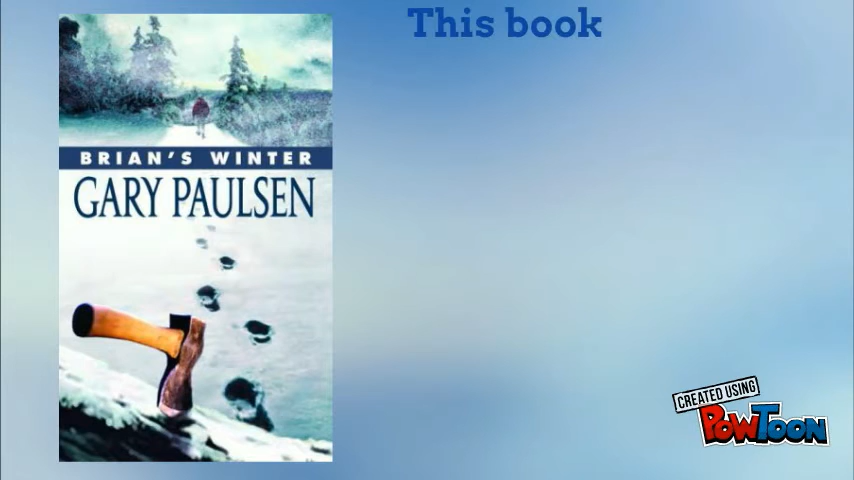 This book
BRIAN'S WINTER
GARY PAULSEN
CREATED USING
POWTOON